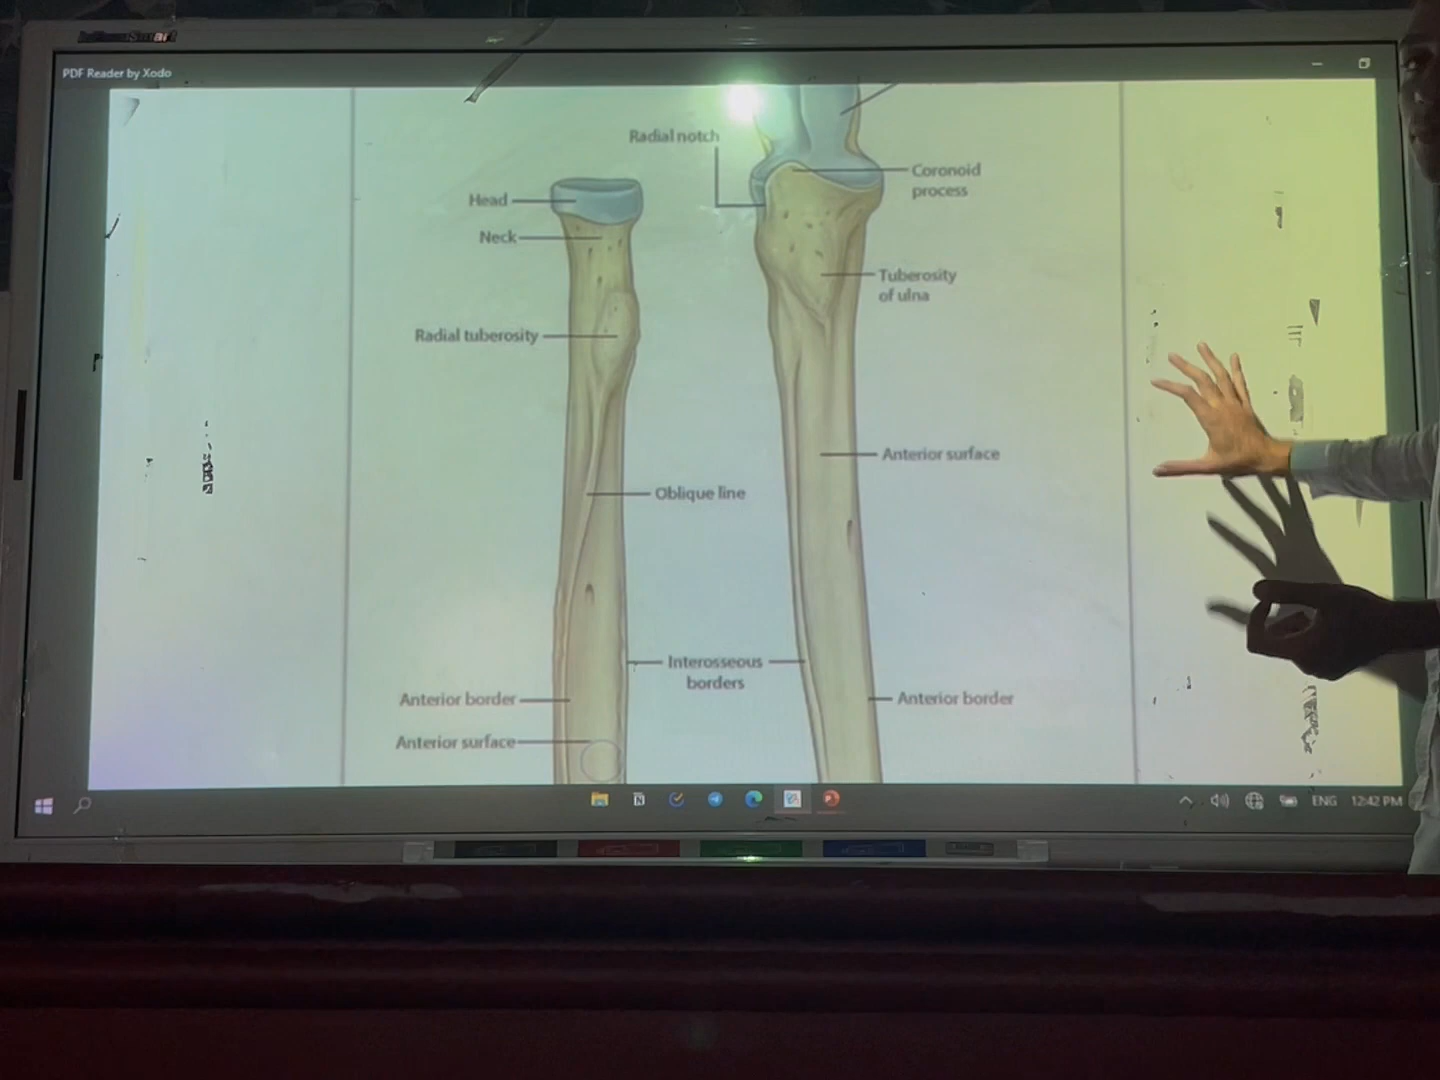 PDF Reader by Xodo
Radial notch
Coronoid
process
Head
Neck
Tuberosity
of ulna
Radial tuberosity
Anterior surface
Oblique line
Interosseous
borders
Anterior border
Anterior border
Anterior surface
ENG 12:42 PM